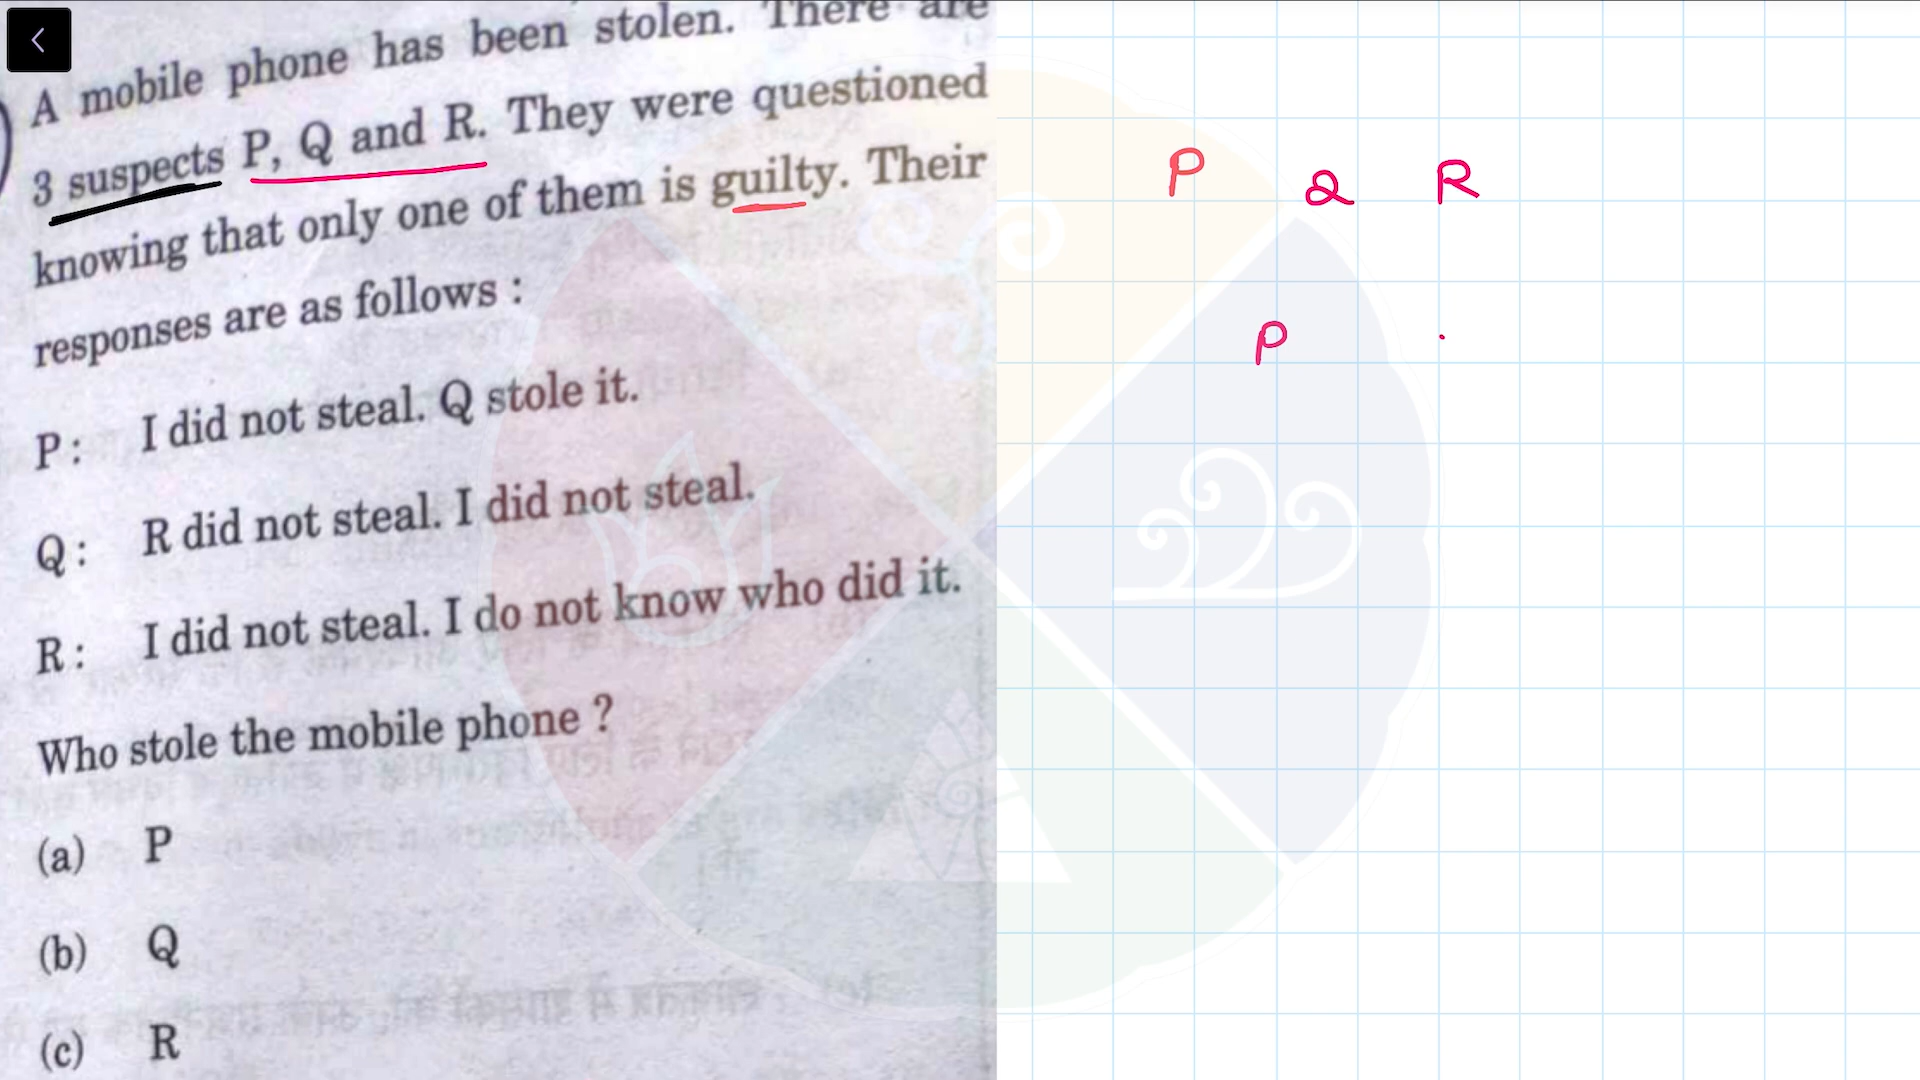 A mobile phone has been stolen. There are
3 suspects P, Q and R. They were questioned
knowing that only one of them is guilty. Their
responses are as follows :
P : I did not steal. Q stole it.
Q : R did not steal. I did not steal.
R : I did not steal. I do not know who did it.
Who stole the mobile phone ?
(a) P
(b) Q
(c) R
P Q R
P